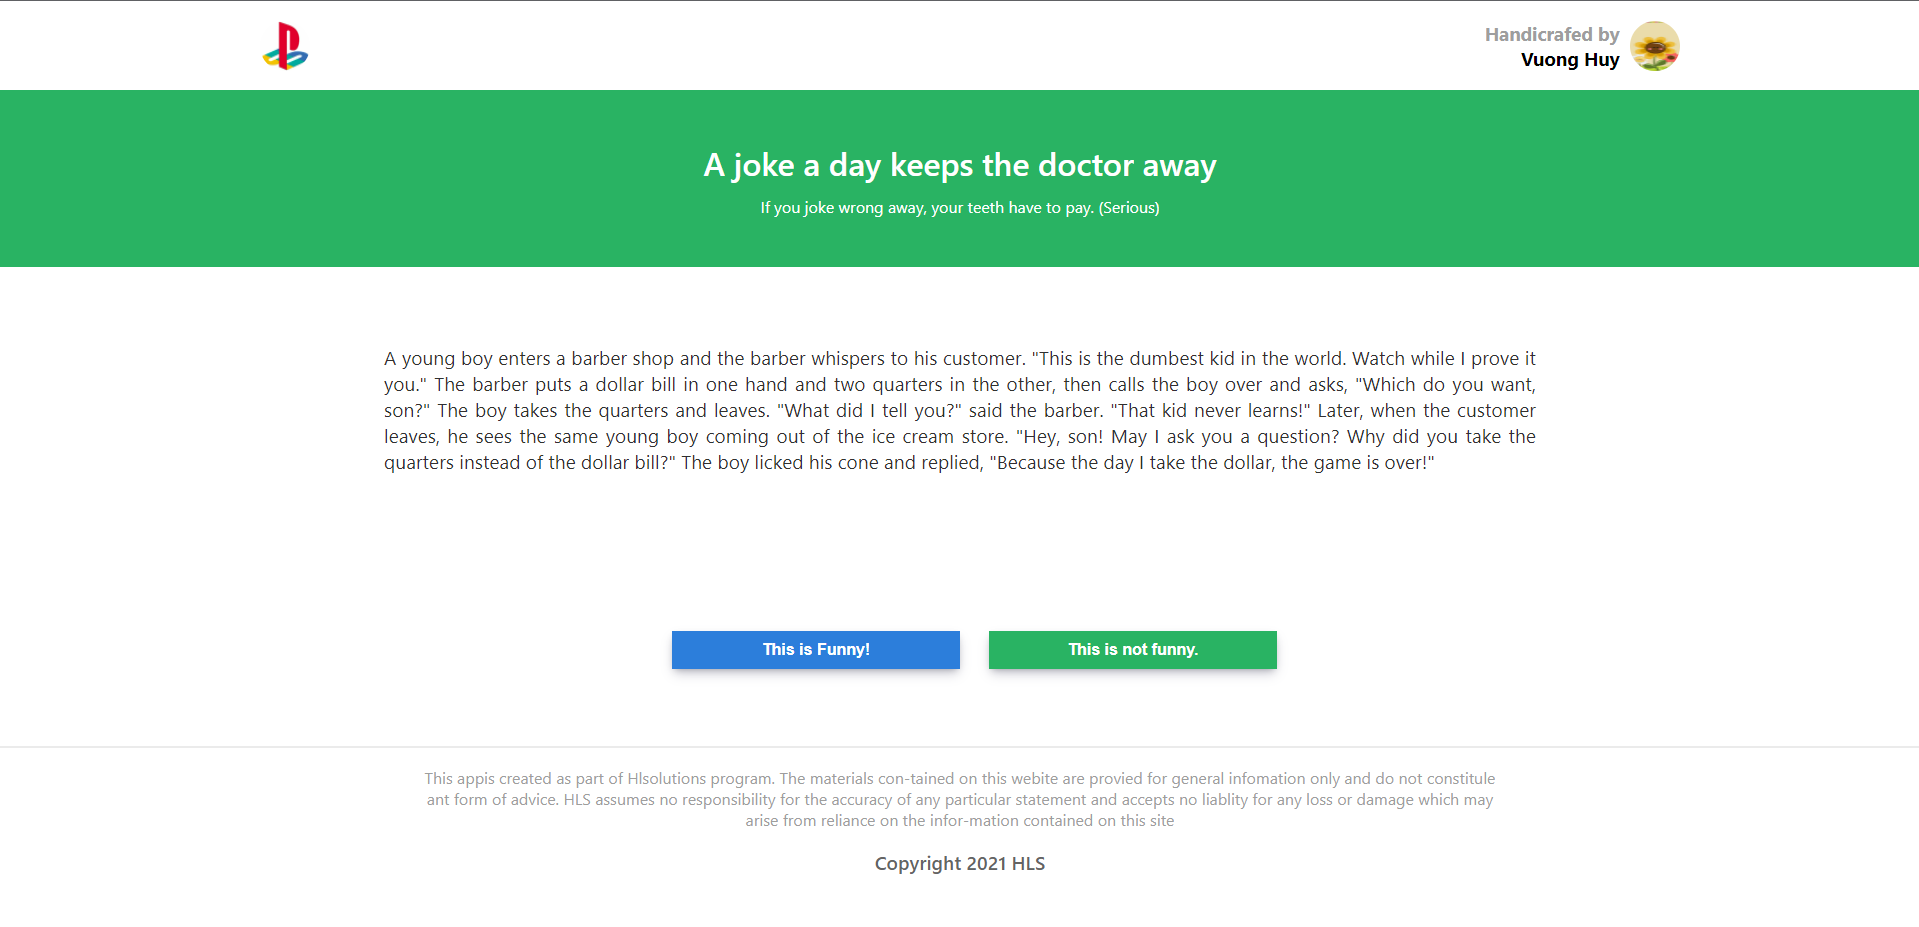 Handicrafed by
Vuong Huy
A joke a day keeps the doctor away
If you joke wrong away, your teeth have to pay. (Serious)
A young boy enters a barber shop and the barber whispers to his customer. "This is the dumbest kid in the world. Watch while I prove it
you." The barber puts a dollar bill in one hand and two quarters in the other, then calls the boy over and asks, "Which do you want,
son?" The boy takes the quarters and leaves. "What did I tell you?" said the barber. "That kid never learns!" Later, when the customer
leaves, he sees the same young boy coming out of the ice cream store. "Hey, son! May I ask you a question? Why did you take the
quarters instead of the dollar bill?" The boy licked his cone and replied, "Because the day I take the dollar, the game is over!"
This is Funny!
This is not funny.
This appis created as part of Hlsolutions program. The materials con-tained on this webite are provied for general infomation only and do not constitule
ant form of advice. HLS assumes no responsibility for the accuracy of any particular statement and accepts no liablity for any loss or damage which may
arise from reliance on the infor-mation contained on this site
Copyright 2021 HLS